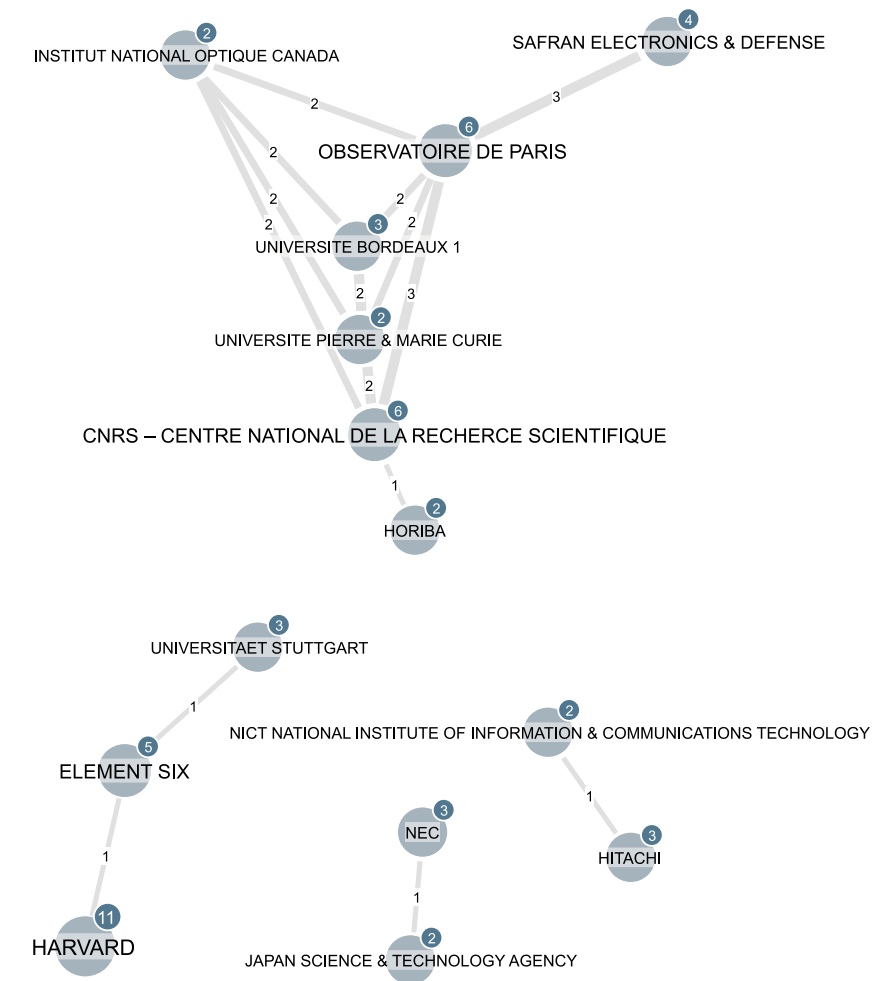 2
4
INSTITUT NATIONAL OPTIQUE CANADA
SAFRAN ELECTRONICS & DEFENSE
2
3
6
OBSERVATOIRE DE PARIS
2
2
2
2
2
3
UNIVERSITE BORDEAUX 1
2
3
2
UNIVERSITE PIERRE & MARIE CURIE
2
6
CNRS – CENTRE NATIONAL DE LA RECHERCE SCIENTIFIQUE
1
2
HORIBA
3
UNIVERSITAET STUTTGART
1
2
NICT NATIONAL INSTITUTE OF INFORMATION & COMMUNICATIONS TECHNOLOGY
5
ELEMENT SIX
1
3
NEC
3
HITACHI
1
1
11
HARVARD
2
JAPAN SCIENCE & TECHNOLOGY AGENCY